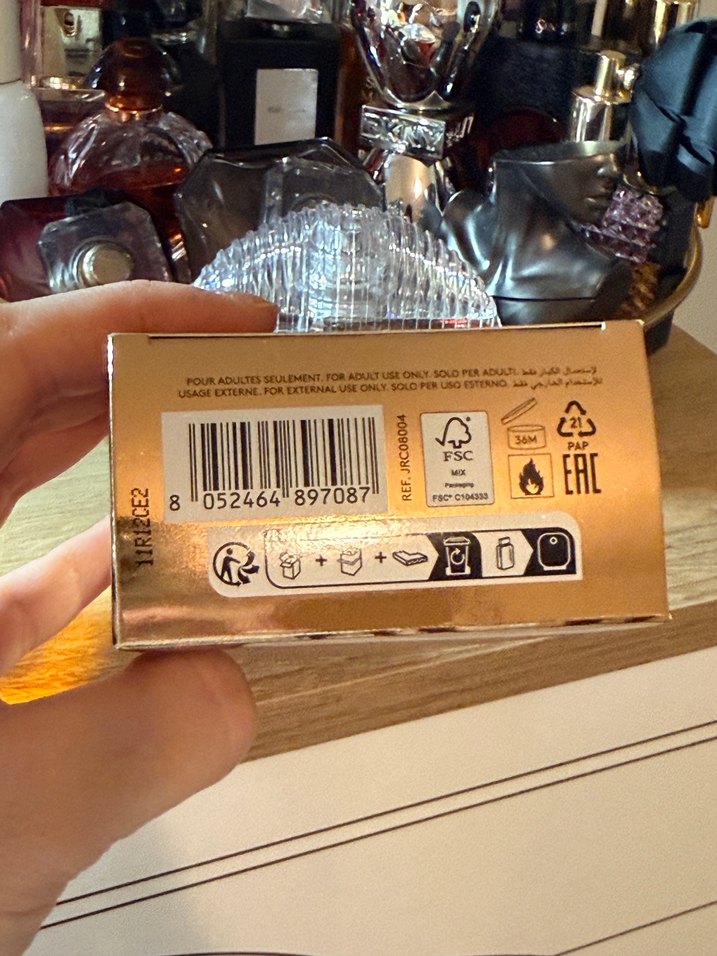 POUR ADULTES SEULEMENT. FOR ADULT USE ONLY. SOLO PER ADULTI. لإستعمال الكبار فقط
USAGE EXTERNE. FOR EXTERNAL USE ONLY. SOLO PER USO ESTERNO. للإستخدام الخارجي فقط
8 052464 897087
REF. JRC08004
FSC
MIX
Packaging
FSC® C104333
36M
21
PAP
EAC
11R12CE2
+ +